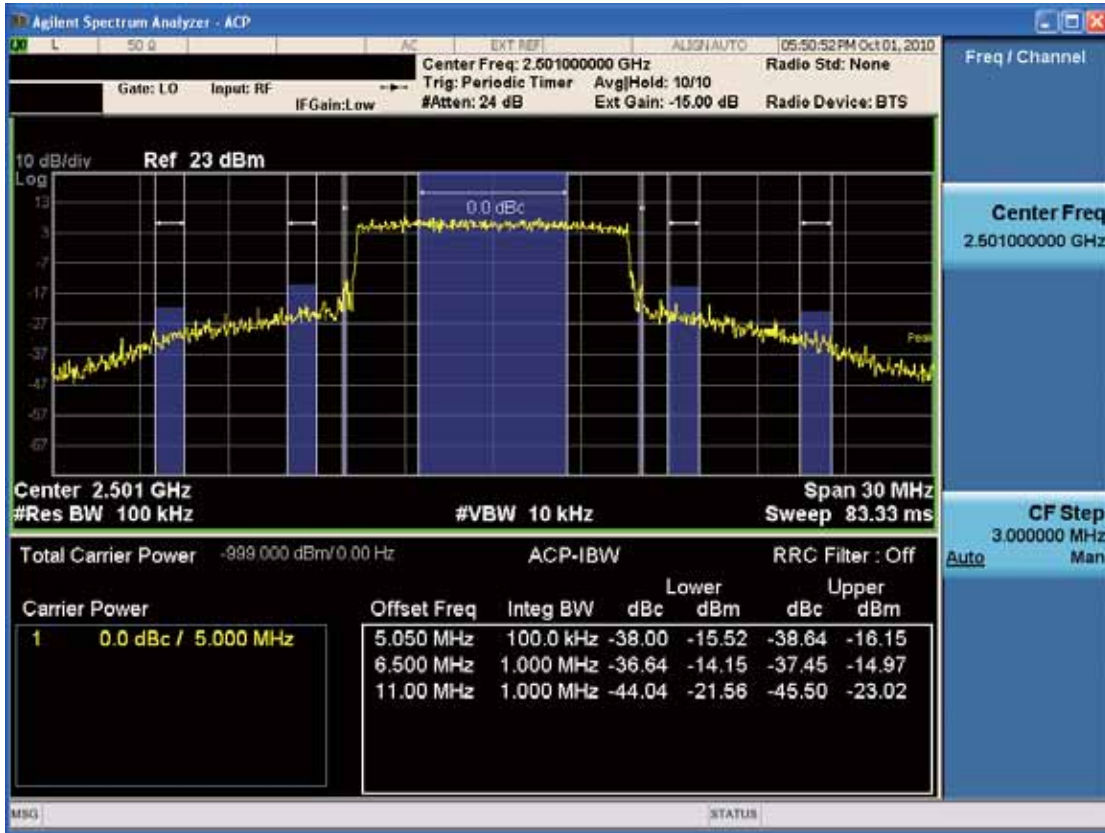 Agilent Spectrum Analyzer - ACP
L 50 Ω AC EXT REF ALIGN AUTO 05:50:52 PM Oct 01, 2010
Center Freq: 2.501000000 GHz Radio Std: None
Gate: LO Input: RF Trig: Periodic Timer Avg|Hold: 10/10
IFGain:Low #Atten: 24 dB Ext Gain: -15.00 dB Radio Device: BTS
Freq / Channel
10 dB/div Ref 23 dBm
Log
13
3
-7
-17
-27
-37
-47
-57
-67
0.0 dBc
Peak
Center Freq
2.501000000 GHz
Center 2.501 GHz Span 30 MHz
#Res BW 100 kHz #VBW 10 kHz Sweep 83.33 ms
CF Step
3.000000 MHz
Auto Man
Total Carrier Power -999.000 dBm/ 0.00 Hz ACP-IBW RRC Filter : Off
Lower Upper
Carrier Power Offset Freq Integ BW dBc dBm dBc dBm
1 0.0 dBc / 5.000 MHz 5.050 MHz 100.0 kHz -38.00 -15.52 -38.64 -16.15
6.500 MHz 1.000 MHz -36.64 -14.15 -37.45 -14.97
11.00 MHz 1.000 MHz -44.04 -21.56 -45.50 -23.02
MSG STATUS